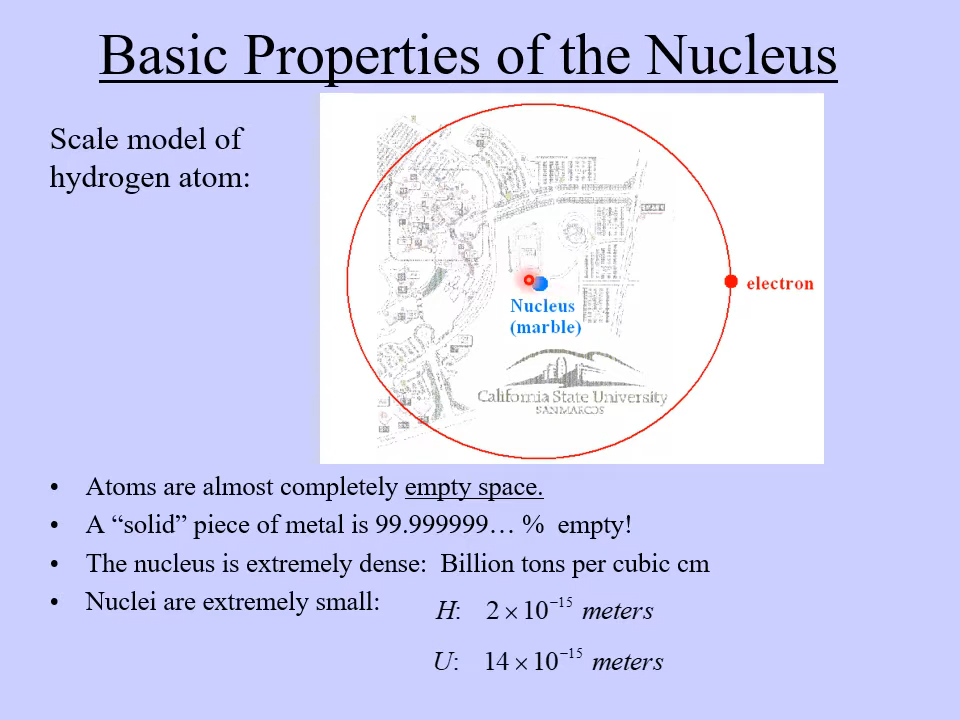 Basic Properties of the Nucleus
Scale model of
hydrogen atom:
electron
Nucleus
(marble)
California State University
SAN MARCOS
• Atoms are almost completely empty space.
• A “solid” piece of metal is 99.999999… % empty!
• The nucleus is extremely dense: Billion tons per cubic cm
• Nuclei are extremely small:
H: 2 × 10⁻¹⁵ meters
U: 14 × 10⁻¹⁵ meters